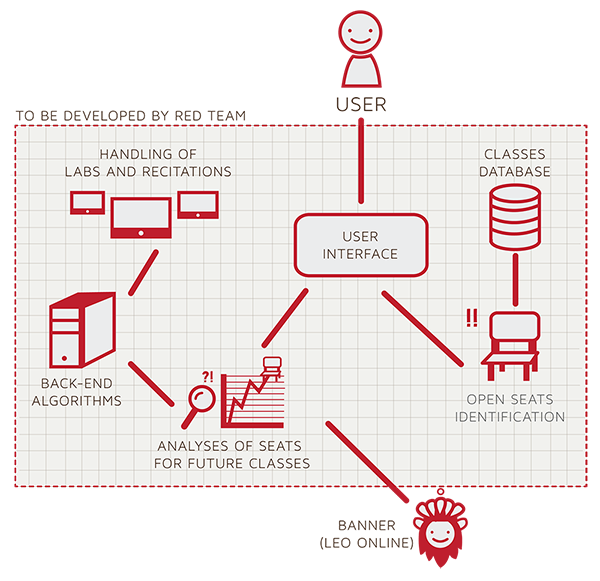 USER
TO BE DEVELOPED BY RED TEAM
HANDLING OF
LABS AND RECITATIONS
CLASSES
DATABASE
USER
INTERFACE
!!
BACK-END
ALGORITHMS
?!
OPEN SEATS
IDENTIFICATION
ANALYSES OF SEATS
FOR FUTURE CLASSES
BANNER
(LEO ONLINE)